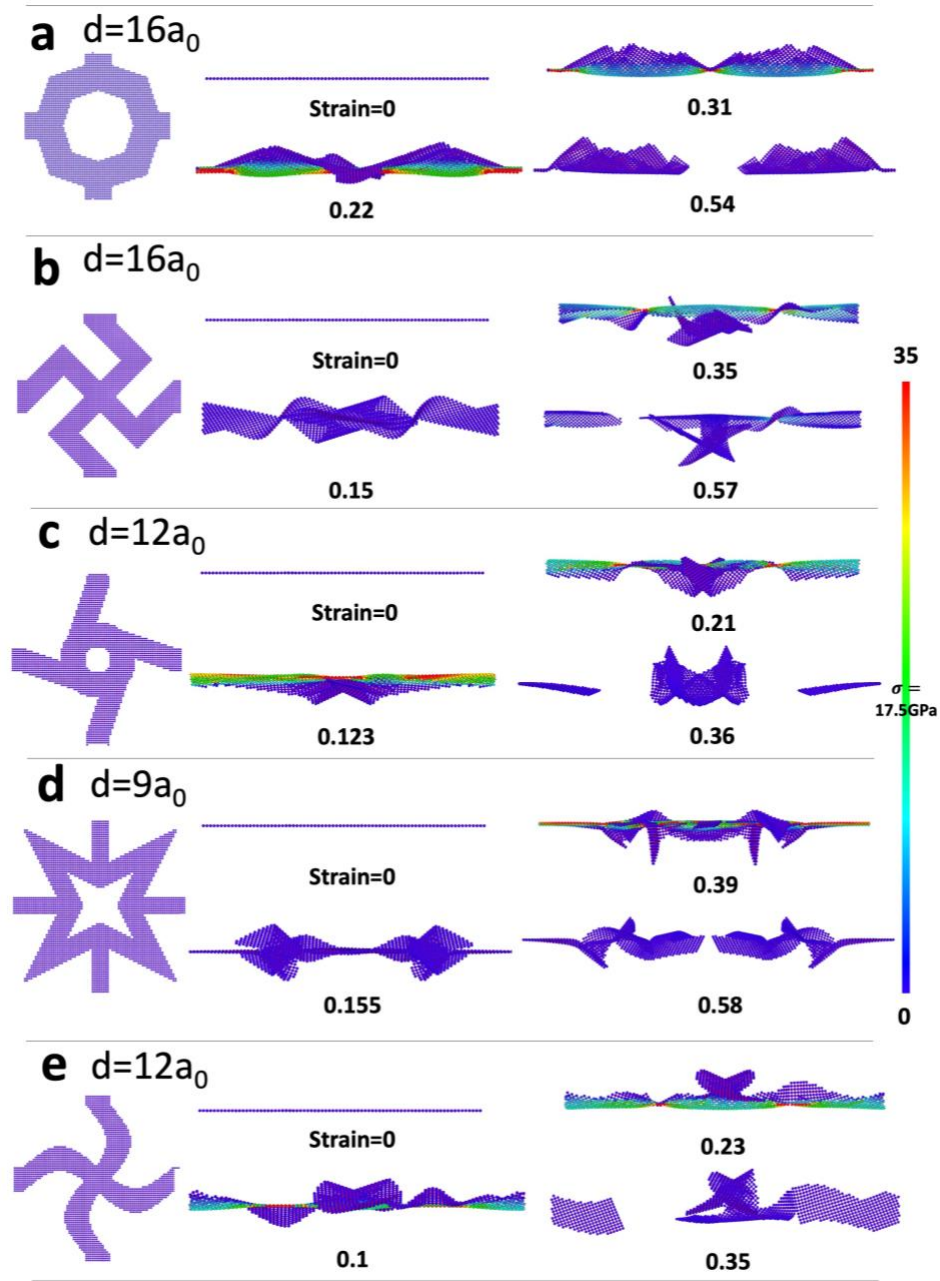 a d=16a0
Strain=0
0.31
0.22
0.54
b d=16a0
Strain=0
0.35
0.15
0.57
35
c d=12a0
Strain=0
0.21
0.123
0.36
σ =
17.5GPa
d d=9a0
Strain=0
0.39
0.155
0.58
0
e d=12a0
Strain=0
0.23
0.1
0.35